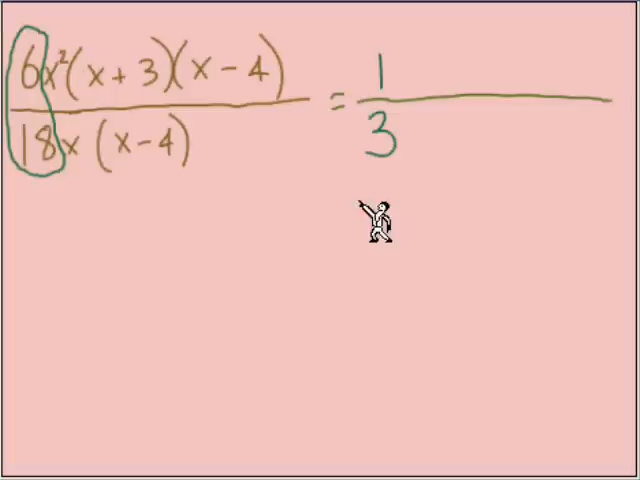 6x²(x+3)(x-4)
18x(x-4)
=
1
3